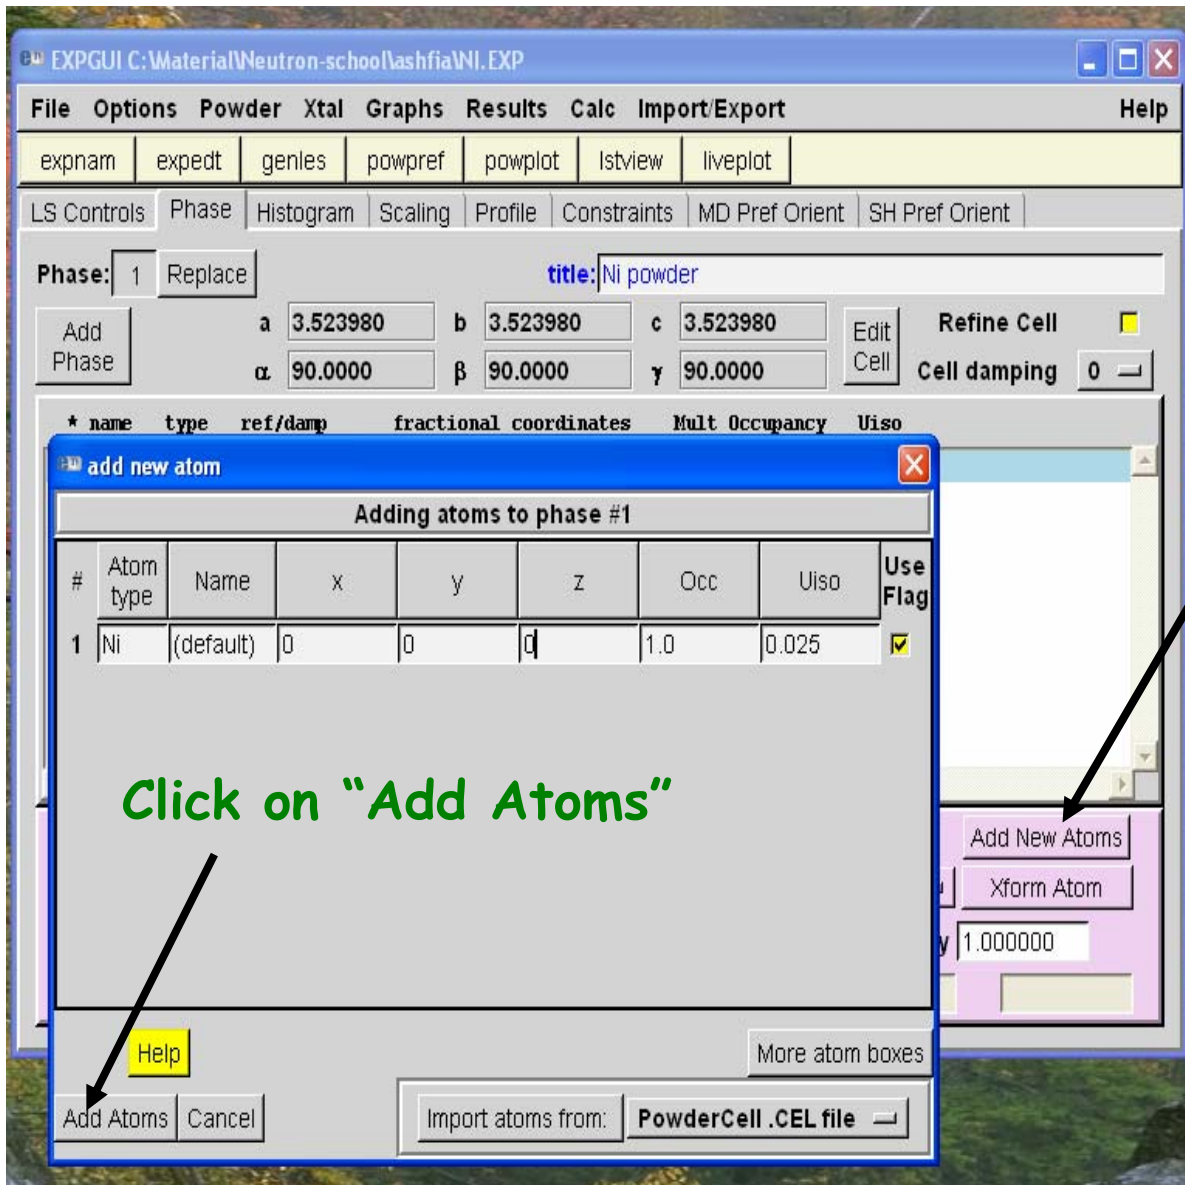 EXPGUI C:\Material\Neutron-school\ashfia\NI.EXP
File Options Powder Xtal Graphs Results Calc Import/Export Help
expnam expedt genles powpref powplot lstview liveplot
LS Controls Phase Histogram Scaling Profile Constraints MD Pref Orient SH Pref Orient
Phase: 1 Replace title: Ni powder
Add Phase
a 3.523980 b 3.523980 c 3.523980
α 90.0000 β 90.0000 γ 90.0000
Edit Cell
Refine Cell
Cell damping 0
* name type ref/damp fractional coordinates Mult Occupancy Uiso
add new atom
Adding atoms to phase #1
# Atom type Name x y z Occ Uiso Use Flag
1 Ni (default) 0 0 0 1.0 0.025
Click on “Add Atoms”
Add New Atoms
Xform Atom
y 1.000000
Help
More atom boxes
Add Atoms Cancel Import atoms from: PowderCell .CEL file